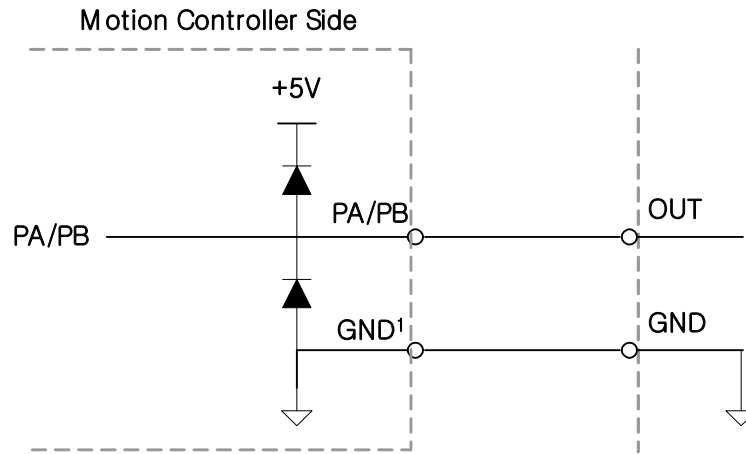 Motion Controller Side
+5V
PA/PB
PA/PB
OUT
GND¹
GND